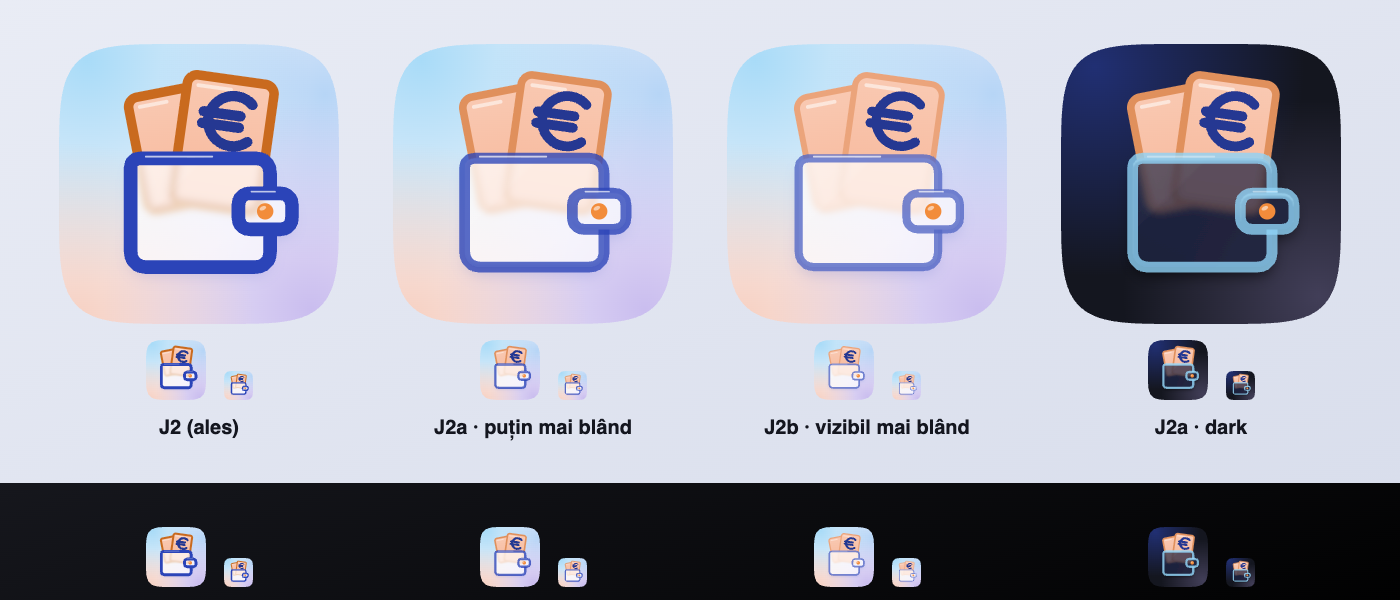 € € € €
J2 (ales) J2a · puțin mai blând J2b · vizibil mai blând J2a · dark